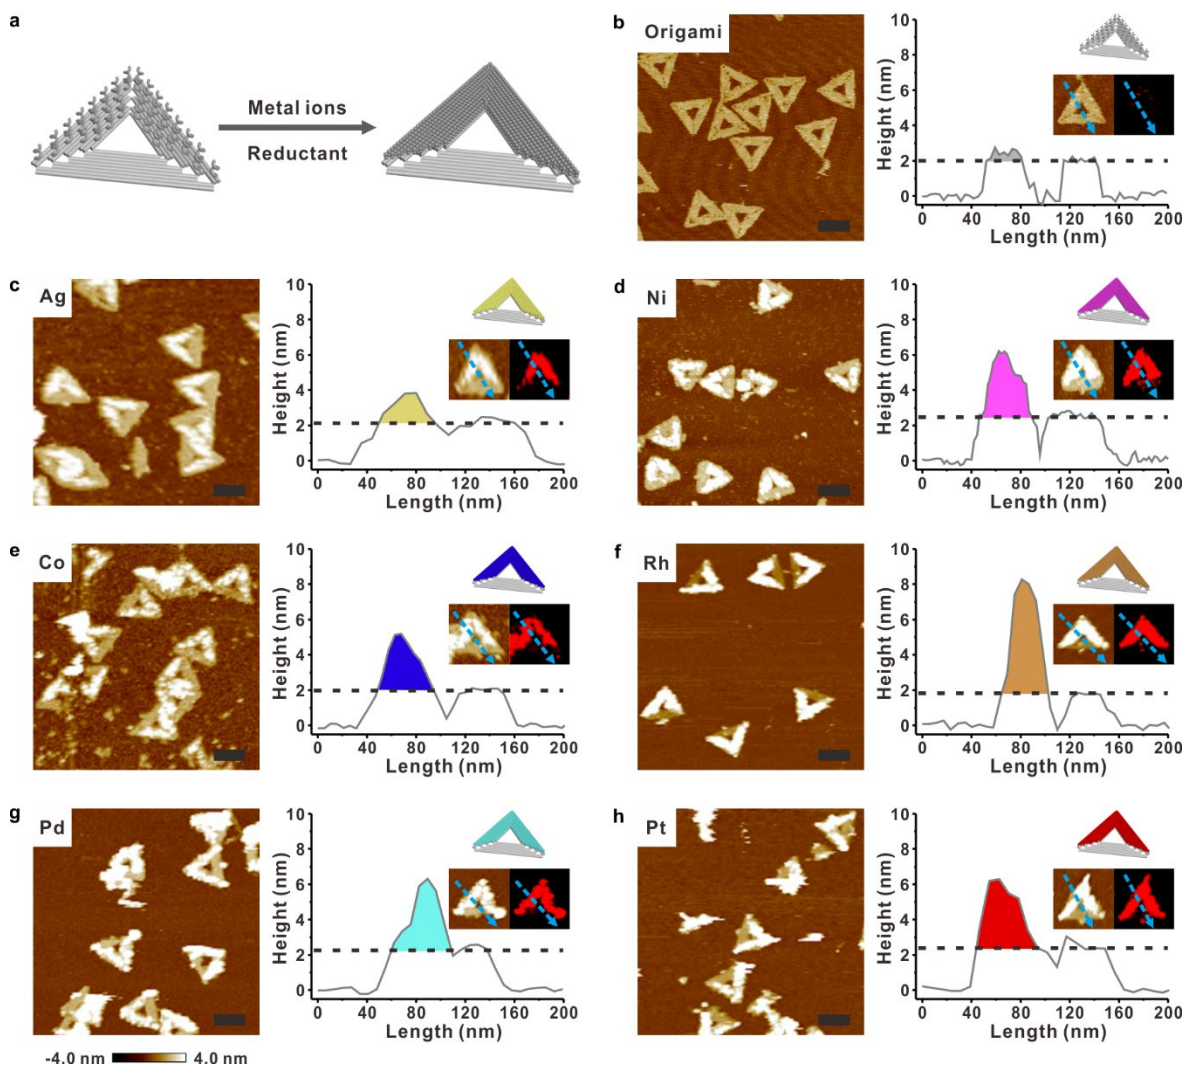 a
Metal ions
Reductant
b
Origami
Height (nm)
10
8
6
4
2
0
0 40 80 120 160 200
Length (nm)
c
Ag
Height (nm)
10
8
6
4
2
0
0 40 80 120 160 200
Length (nm)
d
Ni
Height (nm)
10
8
6
4
2
0
0 40 80 120 160 200
Length (nm)
e
Co
Height (nm)
10
8
6
4
2
0
0 40 80 120 160 200
Length (nm)
f
Rh
Height (nm)
10
8
6
4
2
0
0 40 80 120 160 200
Length (nm)
g
Pd
Height (nm)
10
8
6
4
2
0
0 40 80 120 160 200
Length (nm)
-4.0 nm 4.0 nm
h
Pt
Height (nm)
10
8
6
4
2
0
0 40 80 120 160 200
Length (nm)